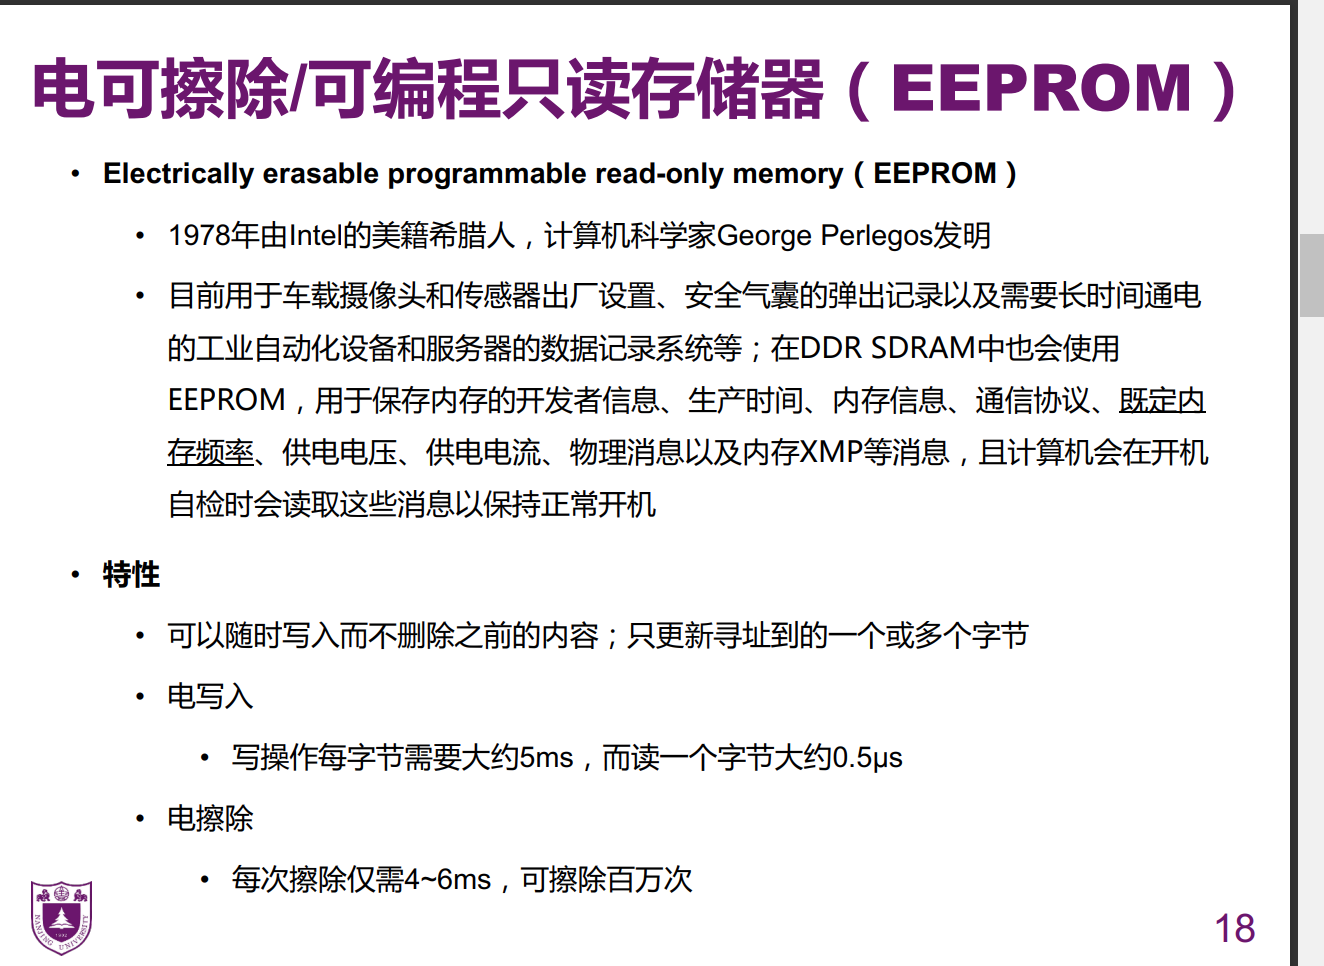 电可擦除/可编程只读存储器（EEPROM）
• Electrically erasable programmable read-only memory（EEPROM）
• 1978年由Intel的美籍希腊人，计算机科学家George Perlegos发明
• 目前用于车载摄像头和传感器出厂设置、安全气囊的弹出记录以及需要长时间通电
的工业自动化设备和服务器的数据记录系统等；在DDR SDRAM中也会使用
EEPROM，用于保存内存的开发者信息、生产时间、内存信息、通信协议、既定内
存频率、供电电压、供电电流、物理消息以及内存XMP等消息，且计算机会在开机
自检时会读取这些消息以保持正常开机
• 特性
• 可以随时写入而不删除之前的内容；只更新寻址到的一个或多个字节
• 电写入
• 写操作每字节需要大约5ms，而读一个字节大约0.5μs
• 电擦除
• 每次擦除仅需4~6ms，可擦除百万次
NANJING UNIVERSITY
1902
18